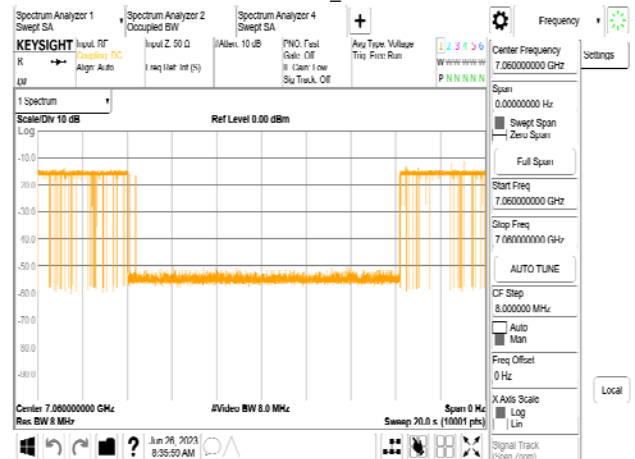 Spectrum Analyzer 1
Swept SA
Spectrum Analyzer 2
Occupied BW
Spectrum Analyzer 4
Swept SA
+
Frequency
KEYSIGHT
R
Input: RF
Coupling: DC
Align: Auto
Input Z: 50 Ω
Freq Ref: Int (S)
#Atten: 10 dB
PNO: Fast
Gate: Off
IF Gain: Low
Sig Track: Off
Avg Type: Voltage
Trig: Free Run
1 2 3 4 5 6
W W W W W W
P N N N N N
Center Frequency
7.060000000 GHz
Settings
Span
0.00000000 Hz
Swept Span
Zero Span
Full Span
Start Freq
7.060000000 GHz
Stop Freq
7.060000000 GHz
AUTO TUNE
CF Step
8.000000 MHz
Auto
Man
Freq Offset
0 Hz
X Axis Scale
Log
Lin
Signal Track
(Span Zoom)
Local
1 Spectrum
Scale/Div 10 dB
Ref Level 0.00 dBm
Log
-10.0
-20.0
-30.0
-40.0
-50.0
-60.0
-70.0
-80.0
-90.0
Center 7.060000000 GHz
#Video BW 8.0 MHz
Span 0 Hz
Res BW 8 MHz
Sweep 20.0 s (10001 pts)
?
Jun 26, 2023
8:35:59 AM